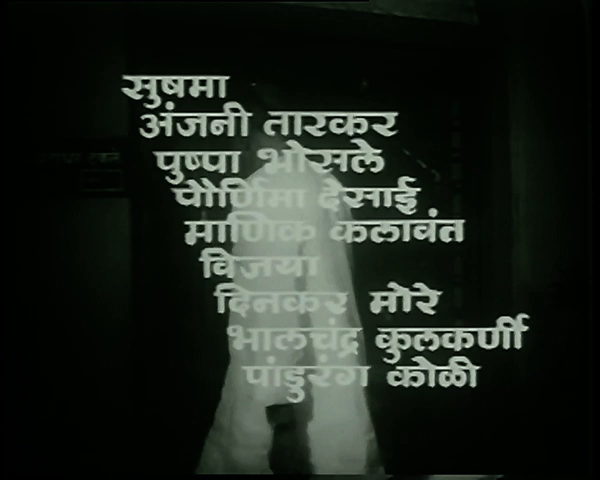 सुषमा
अंजनी तारकर
पुष्पा भोसले
पौर्णिमा देसाई
माणिक कलावंत
विजया
दिनकर मोरे
भालचंद्र कुलकर्णी
पांडुरंग कोळी